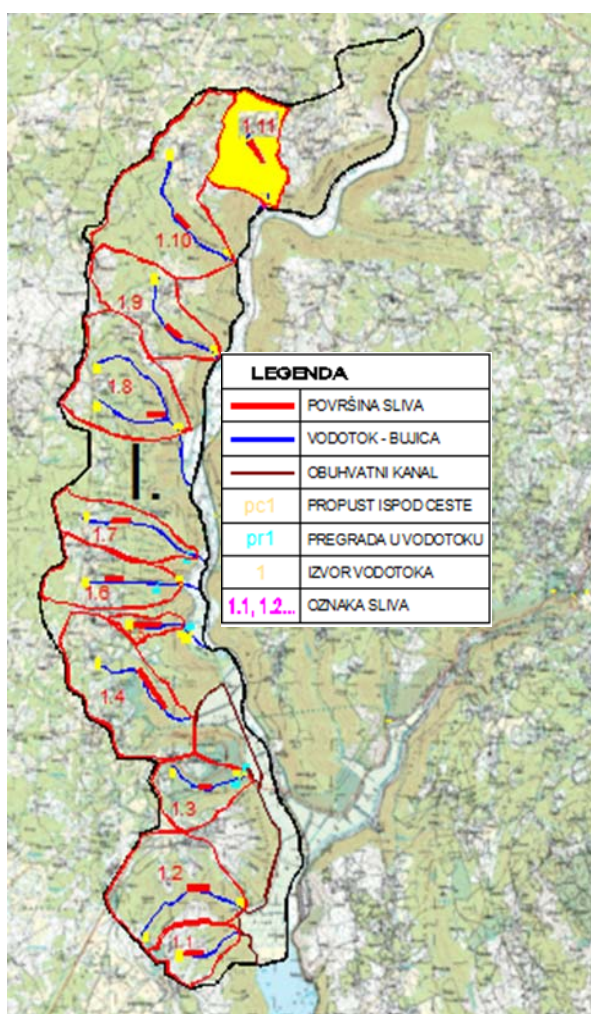 1.11
1.10
1.9
1.8
I.
1.7
1.6
1.4
1.3
1.2
1.1
LEGENDA
POVRŠINA SLIVA
VODOTOK - BUJICA
OBUHVATNI KANAL
pc1 PROPUST ISPOD CESTE
pr1 PREGRADA U VODOTOKU
1 IZVOR VODOTOKA
1.1, 1.2... OZNAKA SLIVA